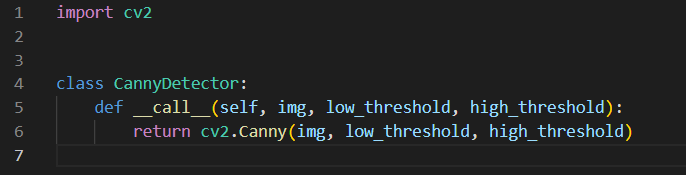 1 import cv2
2
3
4 class CannyDetector:
5     def __call__(self, img, low_threshold, high_threshold):
6         return cv2.Canny(img, low_threshold, high_threshold)
7